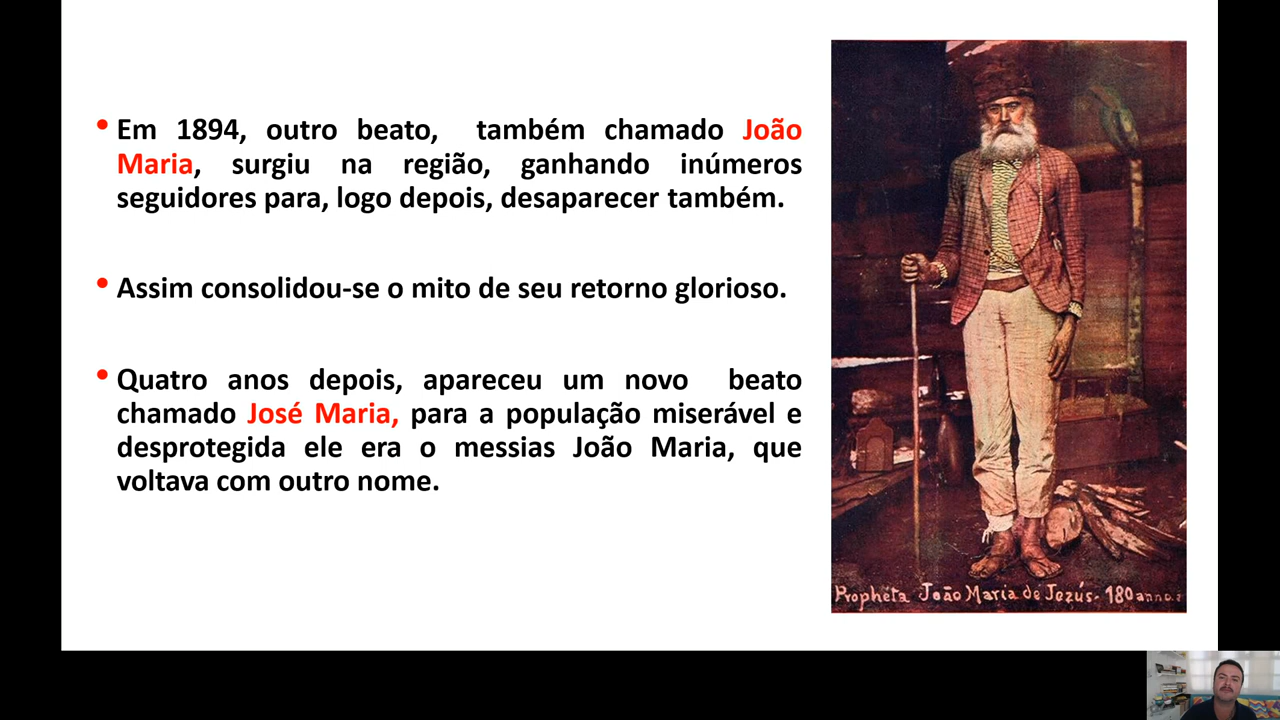 • Em 1894, outro beato, também chamado João
Maria, surgiu na região, ganhando inúmeros
seguidores para, logo depois, desaparecer também.
• Assim consolidou-se o mito de seu retorno glorioso.
• Quatro anos depois, apareceu um novo beato
chamado José Maria, para a população miserável e
desprotegida ele era o messias João Maria, que
voltava com outro nome.
Propheta João Maria de Jezús - 180 annos